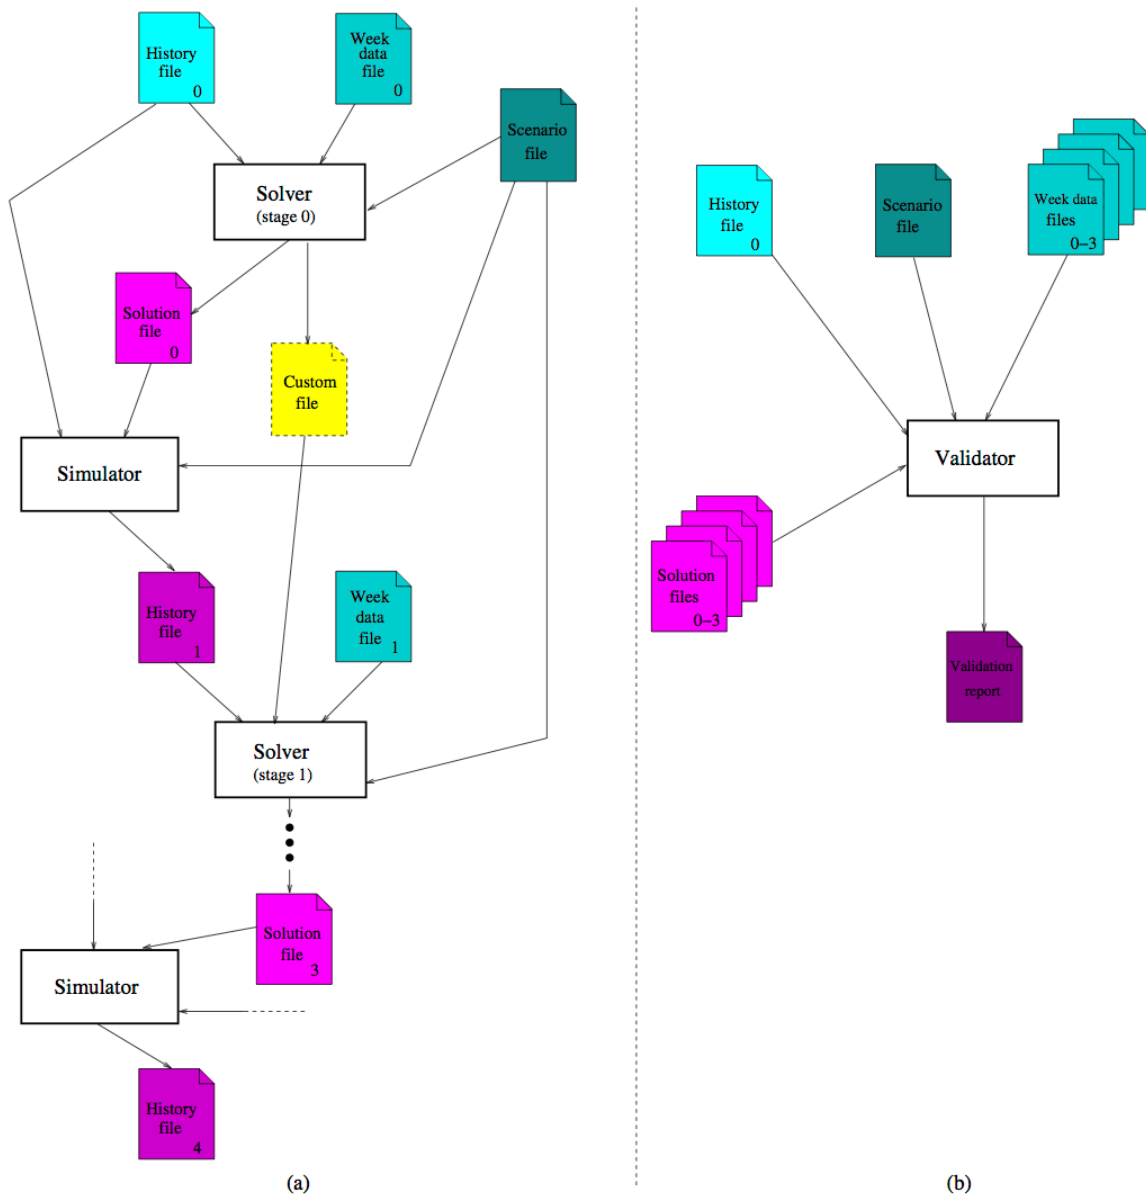 History
file
0
Week
data
file
0
Scenario
file
Solver
(stage 0)
Solution
file
0
Custom
file
Simulator
History
file
1
Week
data
file
1
Solver
(stage 1)
Solution
file
3
Simulator
History
file
4
(a)
History
file
0
Scenario
file
Week data
files
0-3
Validator
Solution
files
0-3
Validation
report
(b)